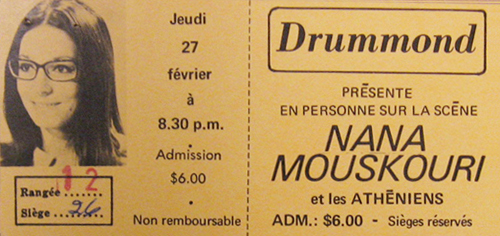 Jeudi
27
février
à
8.30 p.m.
Admission
$6.00
Non remboursable
Rangée 12
Siège 26
Drummond
PRÉSENTE
EN PERSONNE SUR LA SCÈNE
NANA
MOUSKOURI
et les ATHÉNIENS
ADM.: $6.00 - Sièges réservés